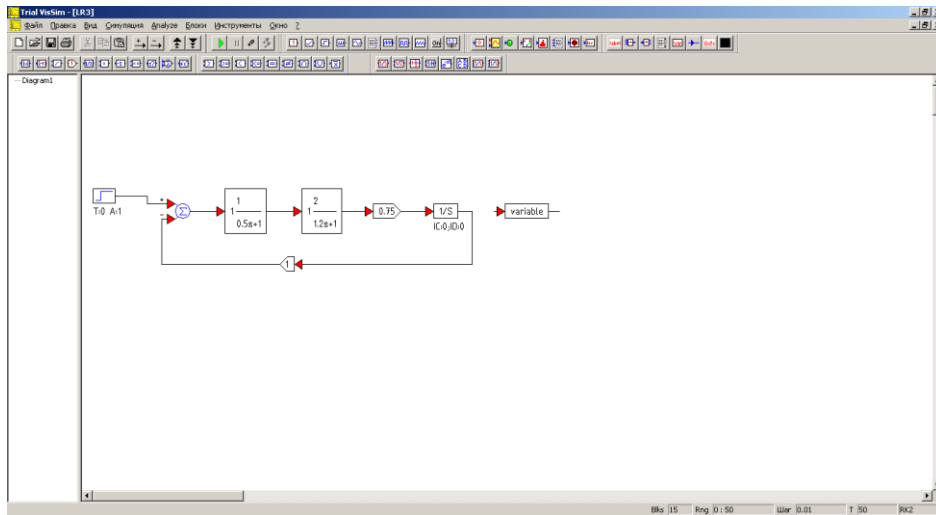 Trial VisSim - [LR3]
Файл Правка Вид Симуляция Analyze Блоки Инструменты Окно ?
Diagram1
T:0 A:1
+
-
Σ
1
1
0.5s+1
2
1
1.2s+1
0.75
1/S
IC:0;ID:0
variable
1
Blks 15 Rng 0 : 50 Шаг 0.01 T 50 RK2